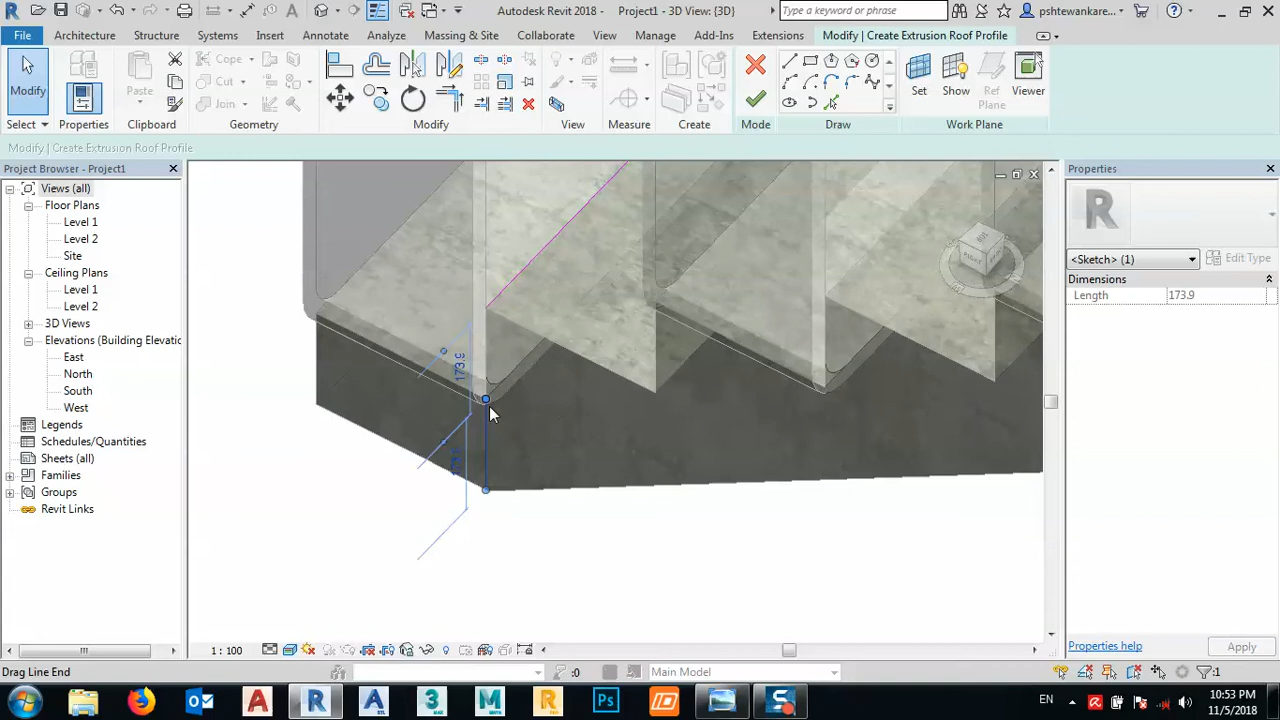 Autodesk Revit 2018 - Project1 - 3D View: {3D}
Type a keyword or phrase
pshtewankare...
File
Architecture
Structure
Systems
Insert
Annotate
Analyze
Massing & Site
Collaborate
View
Manage
Add-Ins
Extensions
Modify | Create Extrusion Roof Profile
Modify
Paste
Cope
Cut
Join
Set
Show
Ref
Plane
Viewer
Select
Properties
Clipboard
Geometry
Modify
View
Measure
Create
Mode
Draw
Work Plane
Modify | Create Extrusion Roof Profile
Project Browser - Project1
Views (all)
Floor Plans
Level 1
Level 2
Site
Ceiling Plans
Level 1
Level 2
3D Views
Elevations (Building Elevatio
East
North
South
West
Legends
Schedules/Quantities
Sheets (all)
Families
Groups
Revit Links
173.9
RIGHT
Properties
<Sketch> (1)
Edit Type
Dimensions
Length
173.9
Properties help
Apply
1 : 100
Drag Line End
:0
Main Model
:1
EN
10:53 PM
11/5/2018